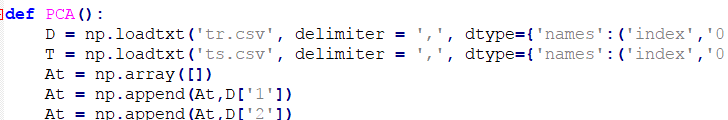 def PCA():
    D = np.loadtxt('tr.csv', delimiter = ',', dtype={'names':('index','0
    T = np.loadtxt('ts.csv', delimiter = ',', dtype={'names':('index','0
    At = np.array([])
    At = np.append(At,D['1'])
    At = np.append(At,D['2'])